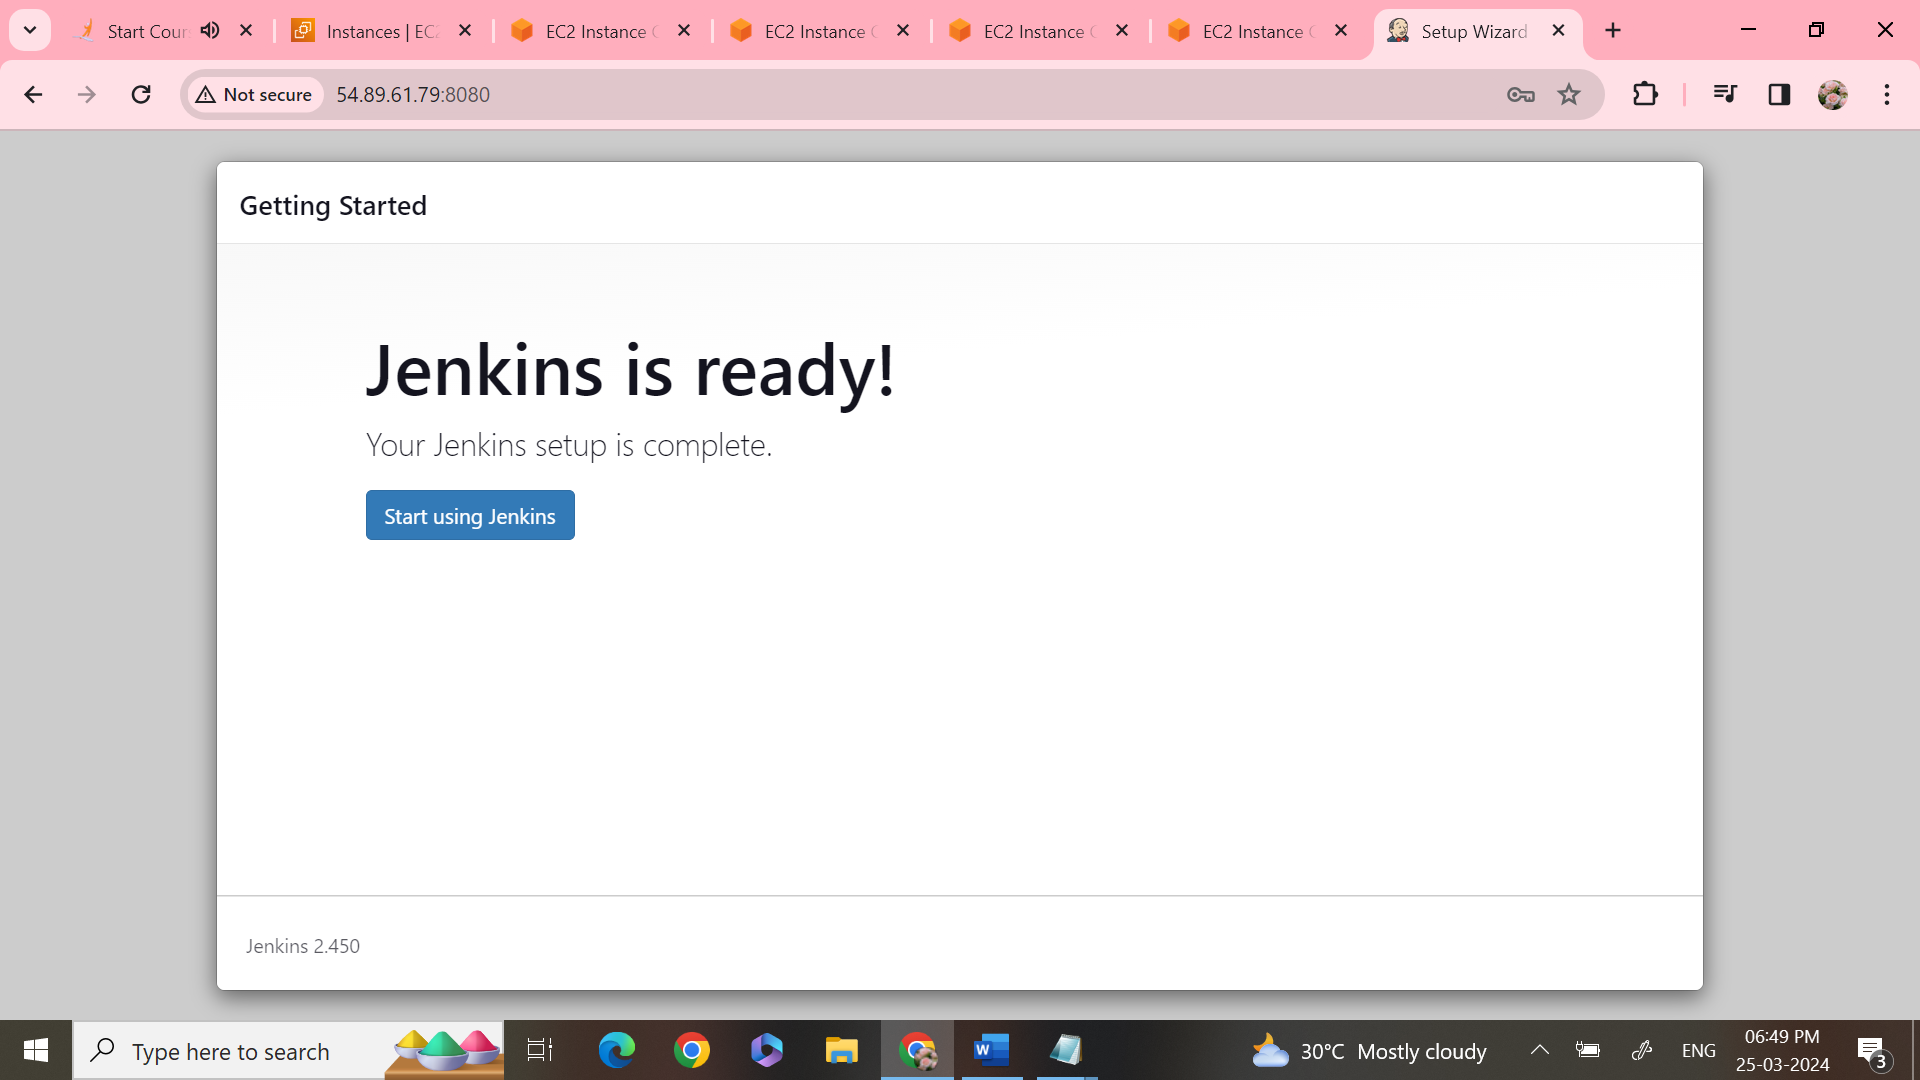 Start Cour
Instances | EC2
EC2 Instance C
EC2 Instance C
EC2 Instance C
EC2 Instance C
Setup Wizard
Not secure
54.89.61.79:8080
Getting Started
Jenkins is ready!
Your Jenkins setup is complete.
Start using Jenkins
Jenkins 2.450
Type here to search
W
30°C Mostly cloudy
ENG
06:49 PM
25-03-2024
3